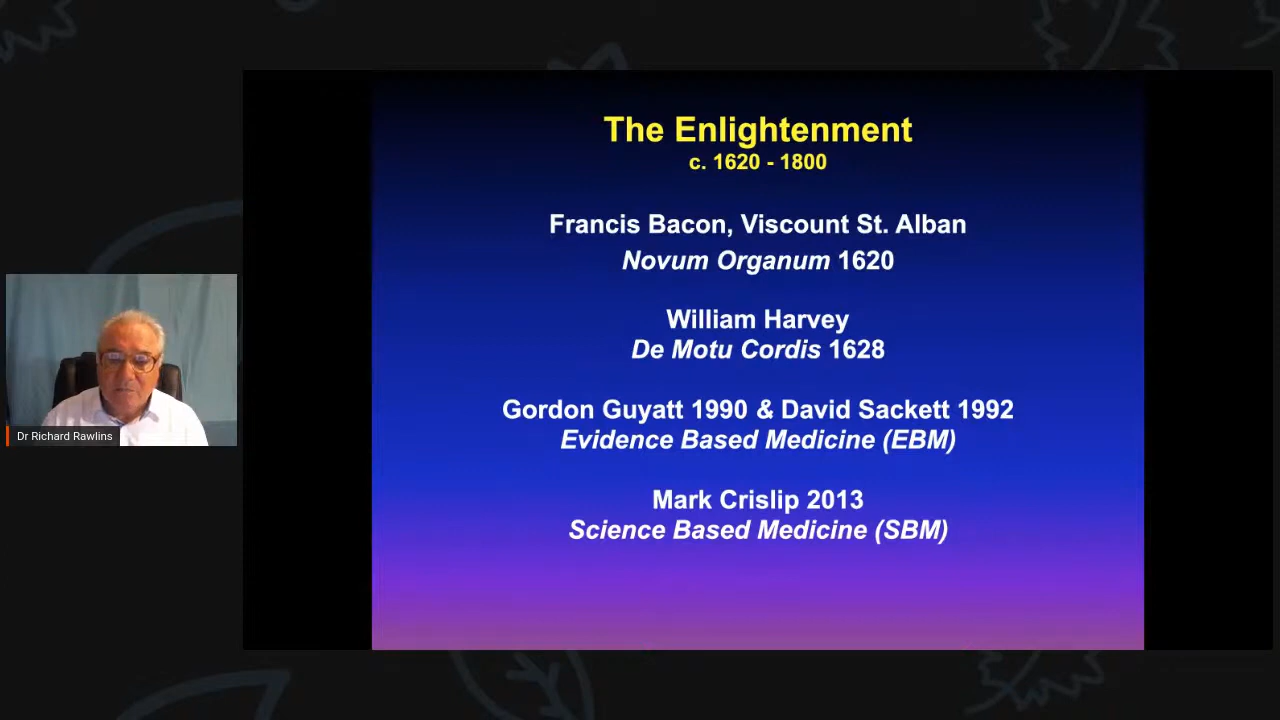 The Enlightenment
c. 1620 - 1800
Francis Bacon, Viscount St. Alban
Novum Organum 1620
William Harvey
De Motu Cordis 1628
Gordon Guyatt 1990 & David Sackett 1992
Evidence Based Medicine (EBM)
Mark Crislip 2013
Science Based Medicine (SBM)
Dr Richard Rawlins